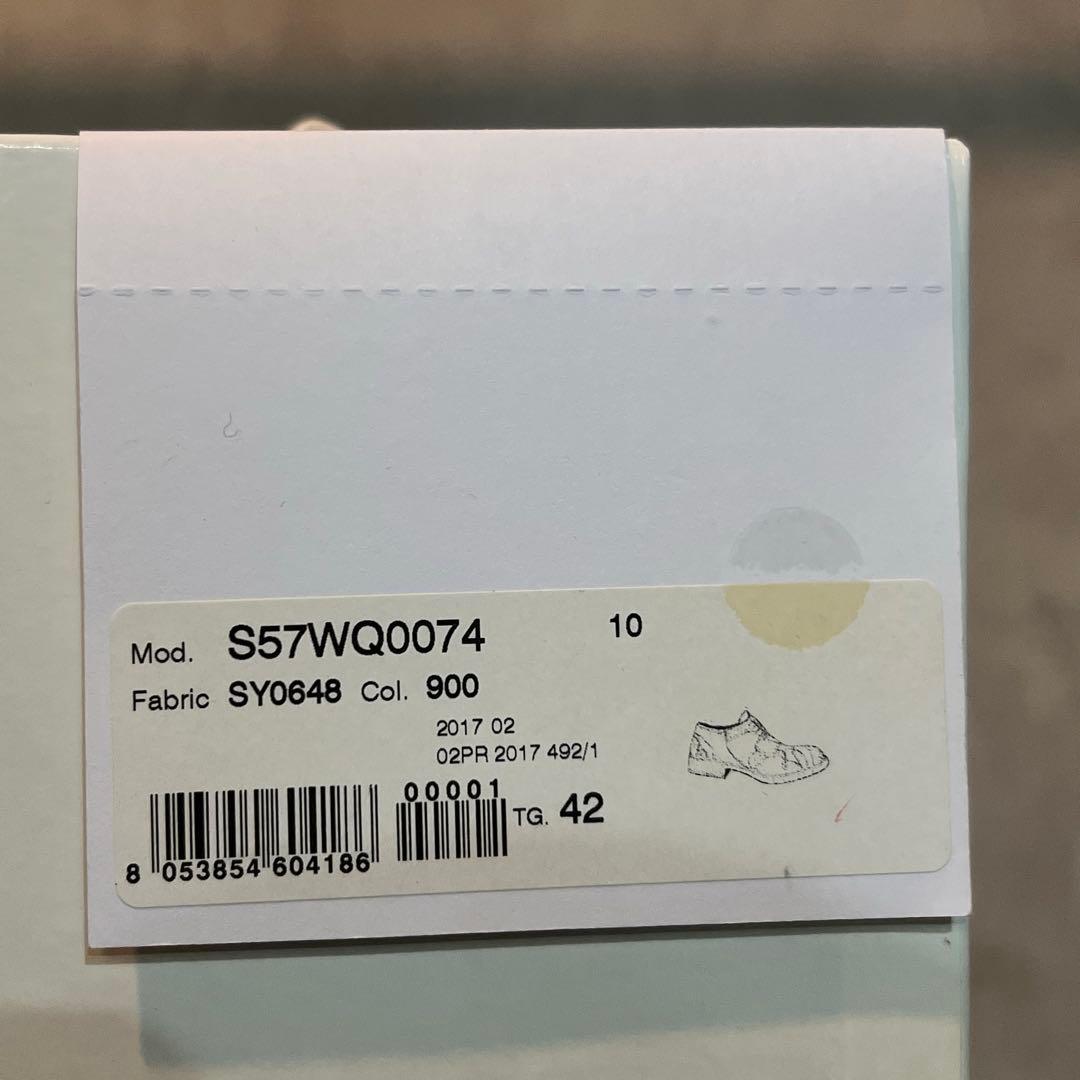 Mod. S57WQ0074 10
Fabric SY0648 Col. 900
2017 02
02PR 2017 492/1
00001
TG. 42
8 053854 604186